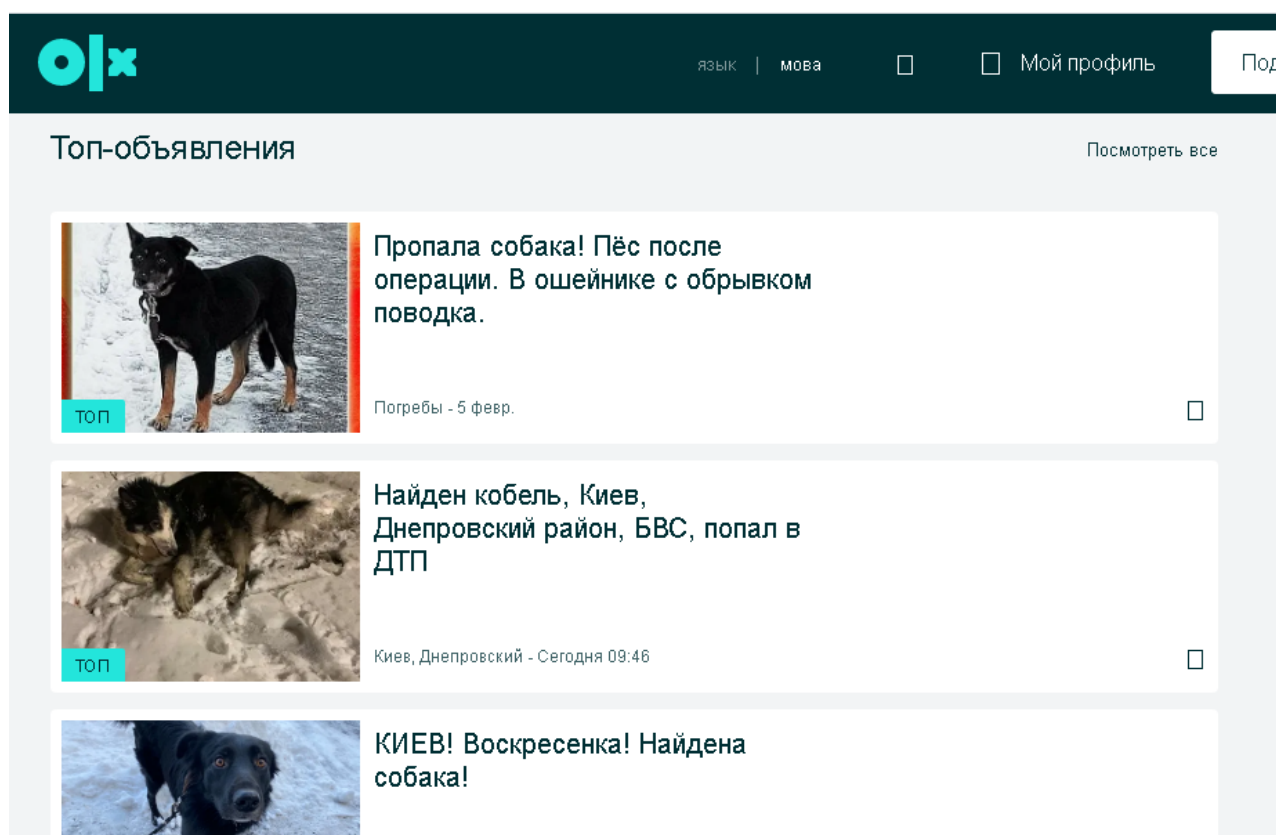 olx
язык | мова
Мой профиль
Топ-объявления
Посмотреть все
Пропала собака! Пёс после
операции. В ошейнике с обрывком
поводка.
Погребы - 5 февр.
ТОП
Найден кобель, Киев,
Днепровский район, БВС, попал в
ДТП
Киев, Днепровский - Сегодня 09:46
ТОП
КИЕВ! Воскресенка! Найдена
собака!